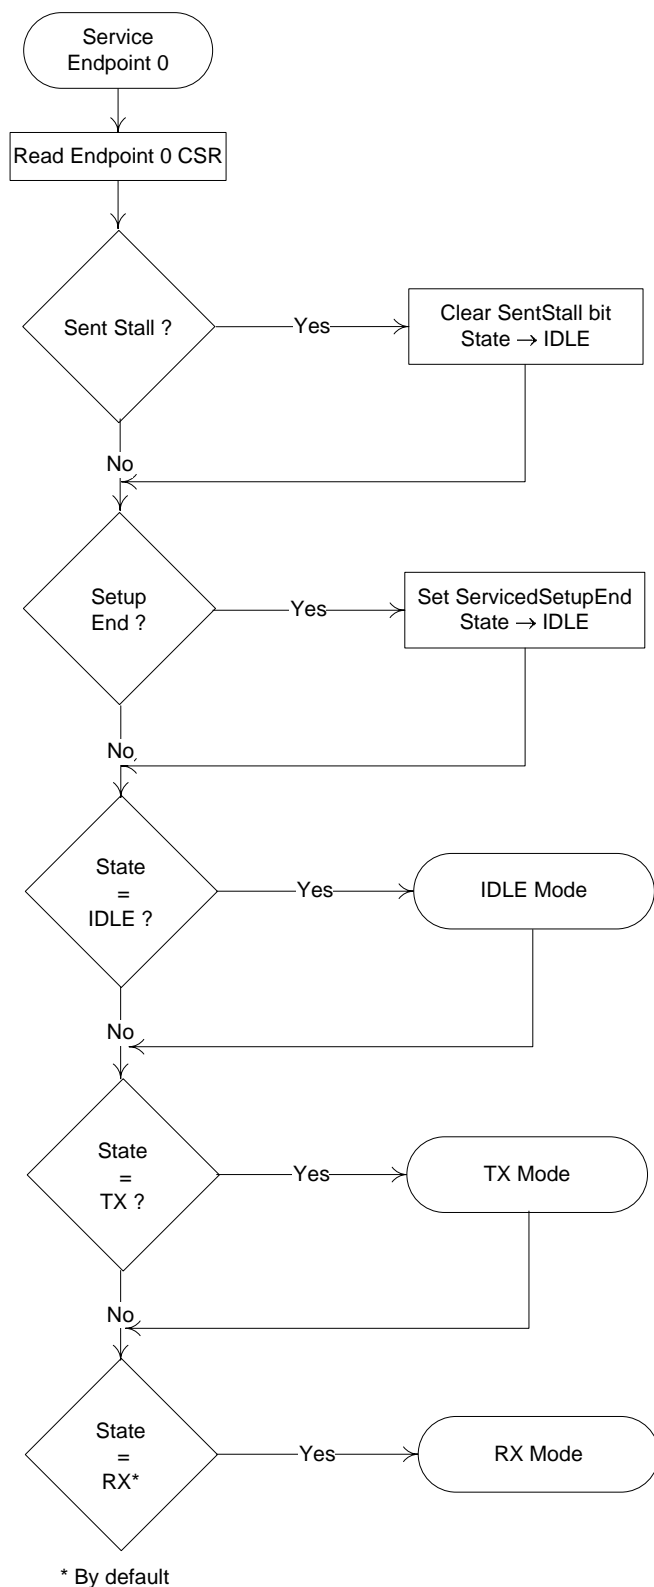 Service
Endpoint 0
Read Endpoint 0 CSR
Sent Stall ?
Yes
Clear SentStall bit
State → IDLE
No
Setup
End ?
Yes
Set ServicedSetupEnd
State → IDLE
No
State
=
IDLE ?
Yes
IDLE Mode
No
State
=
TX ?
Yes
TX Mode
No
State
=
RX*
Yes
RX Mode
* By default